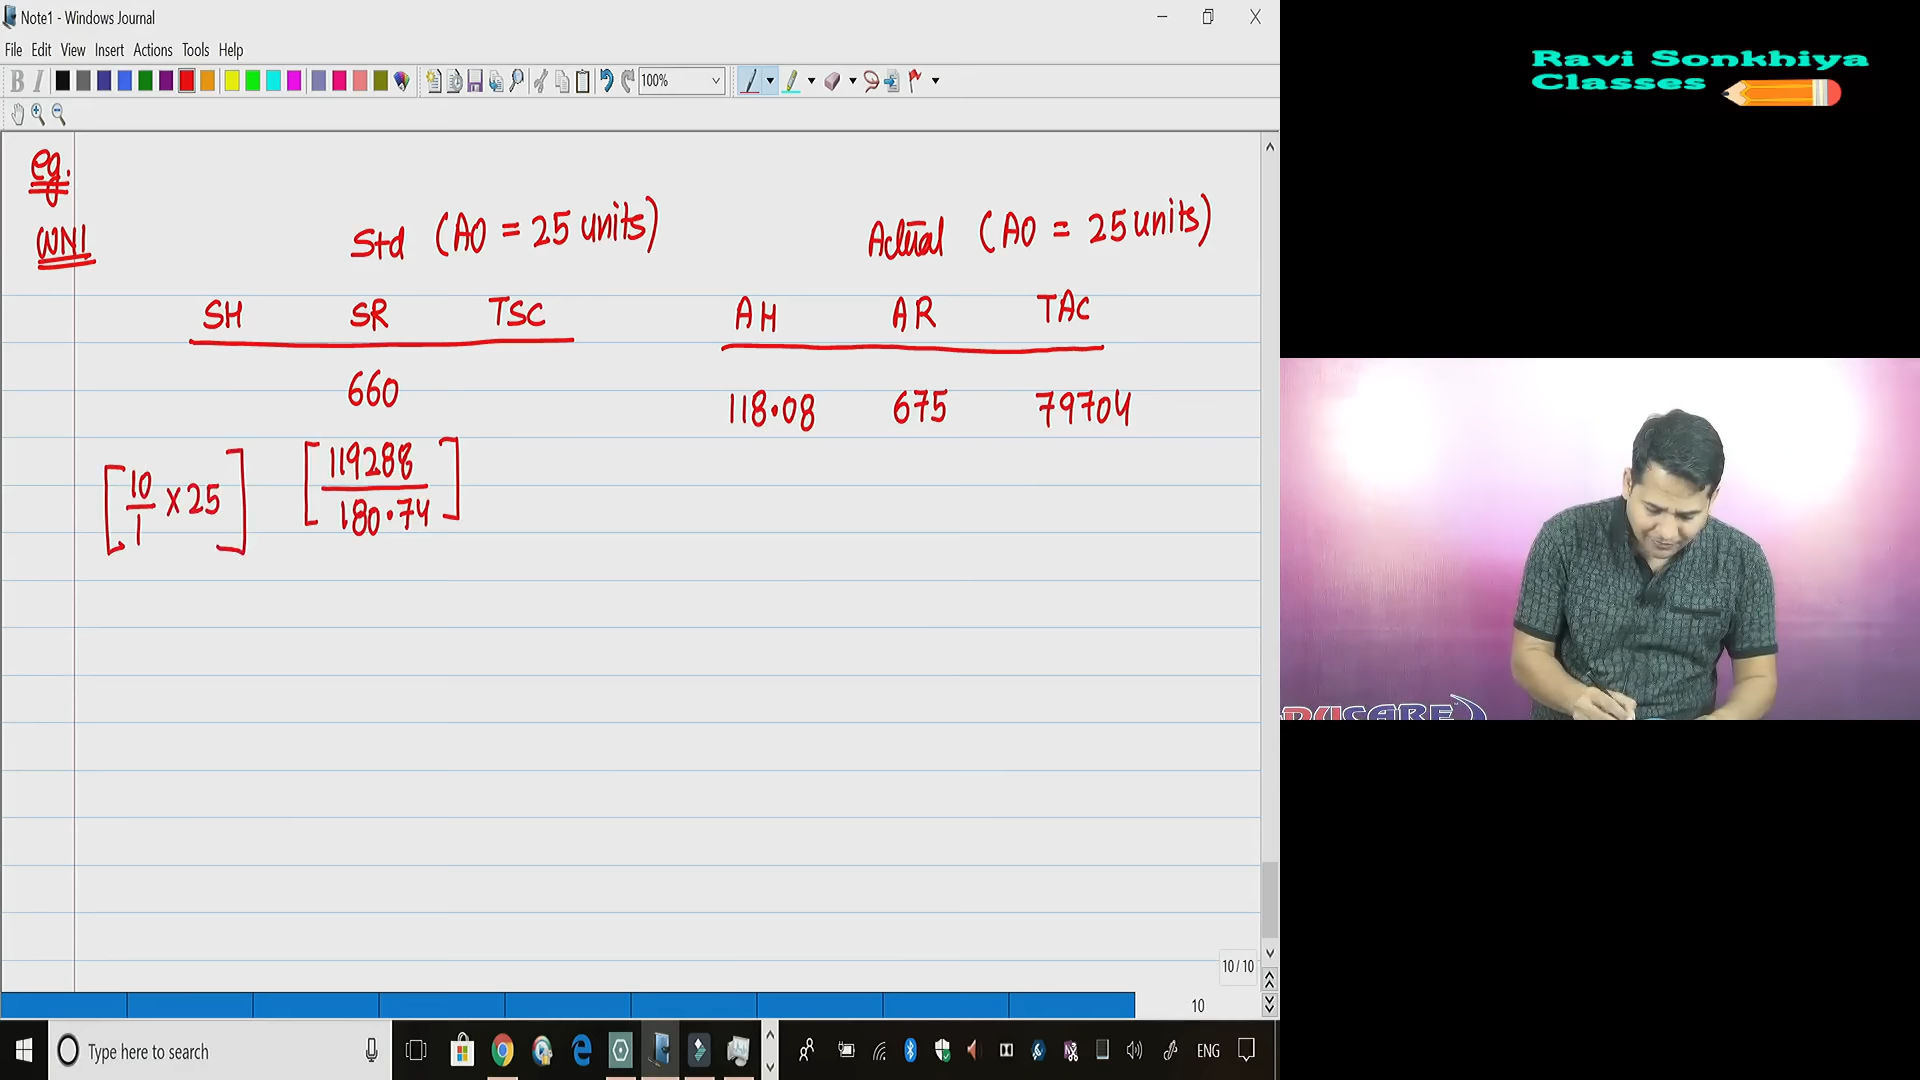 Note1 - Windows Journal
File Edit View Insert Actions Tools Help
B I 100%
Ravi Sonkhiya
Classes
eg.
WN1
Std (AO = 25 units)
Actual (AO = 25 units)
SH SR TSC
AH AR TAC
660
118.08 675 79704
[10/1 × 25]
[119288/180.74]
10 / 10
10
Type here to search
ENG